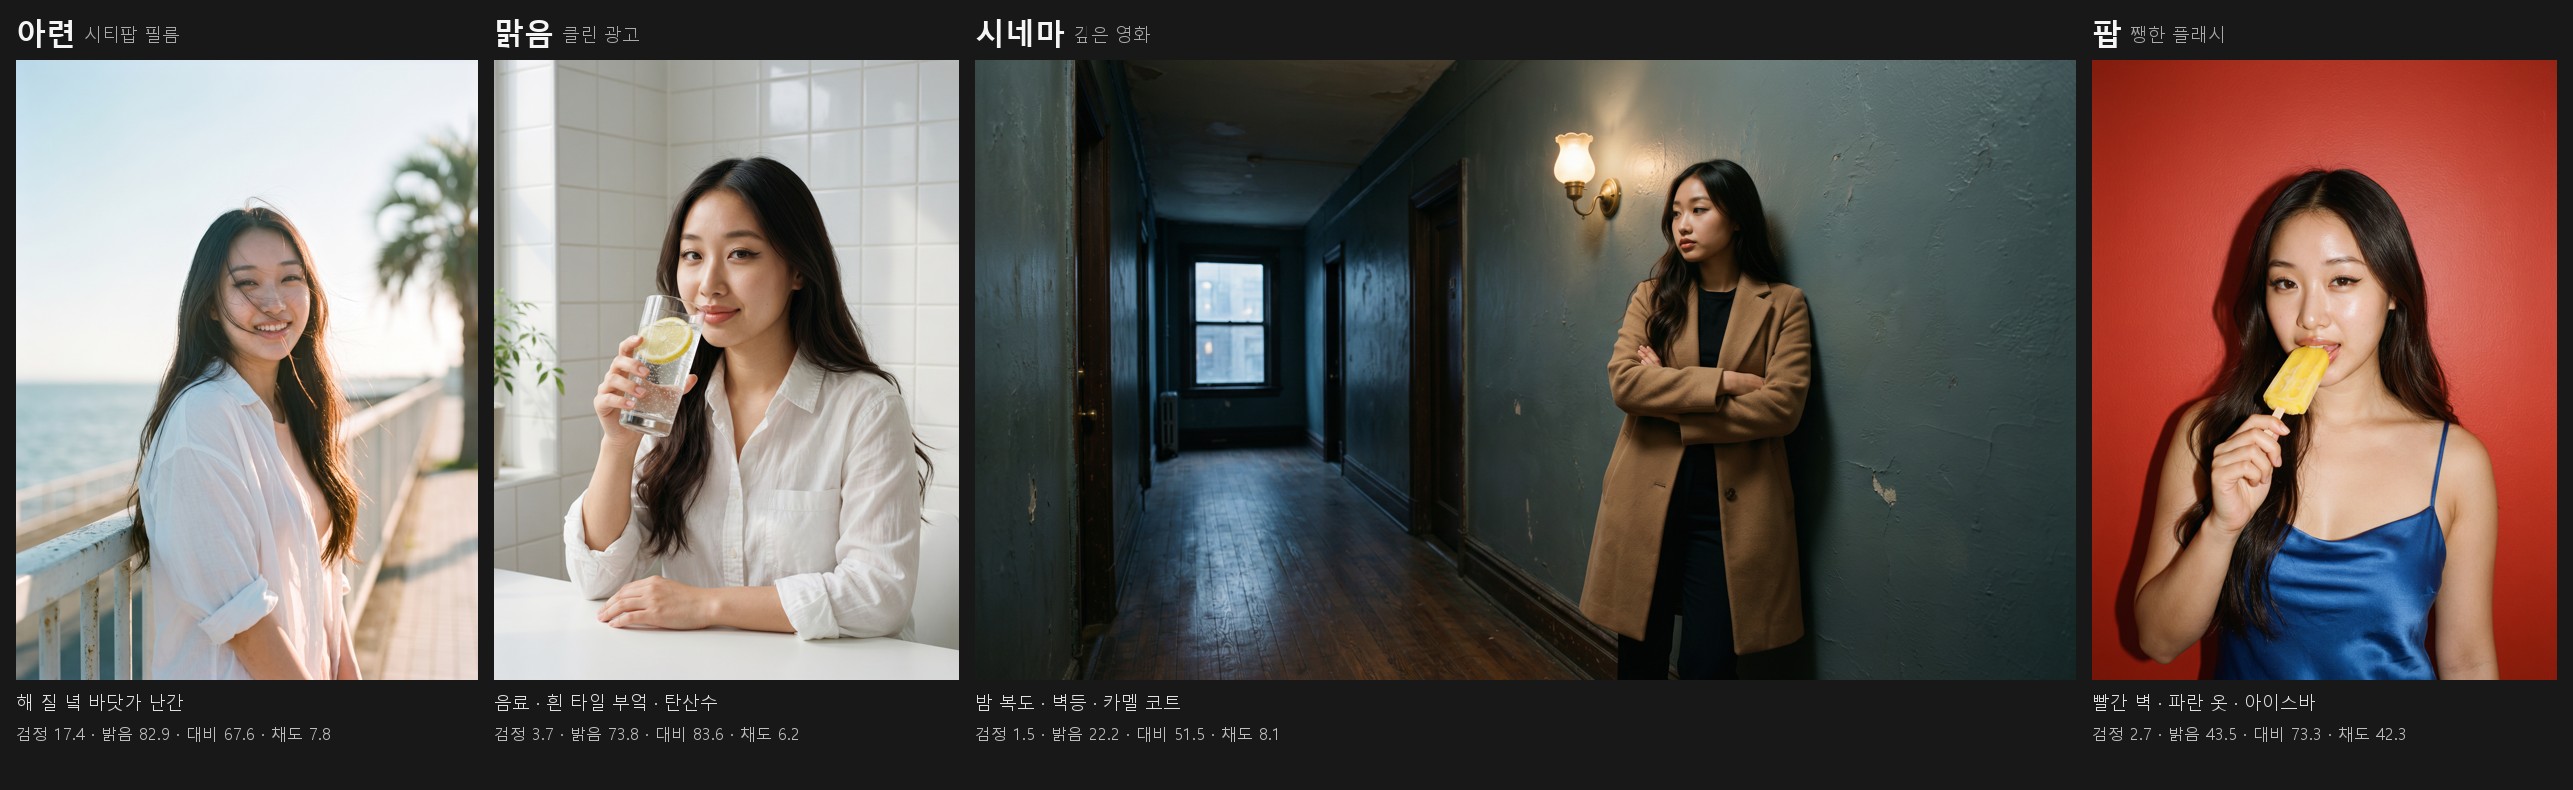 아련 시티팝 필름
해 질 녘 바닷가 난간
검정 17.4 · 밝음 82.9 · 대비 67.6 · 채도 7.8
맑음 클린 광고
음료 · 흰 타일 부엌 · 탄산수
검정 3.7 · 밝음 73.8 · 대비 83.6 · 채도 6.2
시네마 깊은 영화
밤 복도 · 벽등 · 카멜 코트
검정 1.5 · 밝음 22.2 · 대비 51.5 · 채도 8.1
팝 쨍한 플래시
빨간 벽 · 파란 옷 · 아이스바
검정 2.7 · 밝음 43.5 · 대비 73.3 · 채도 42.3